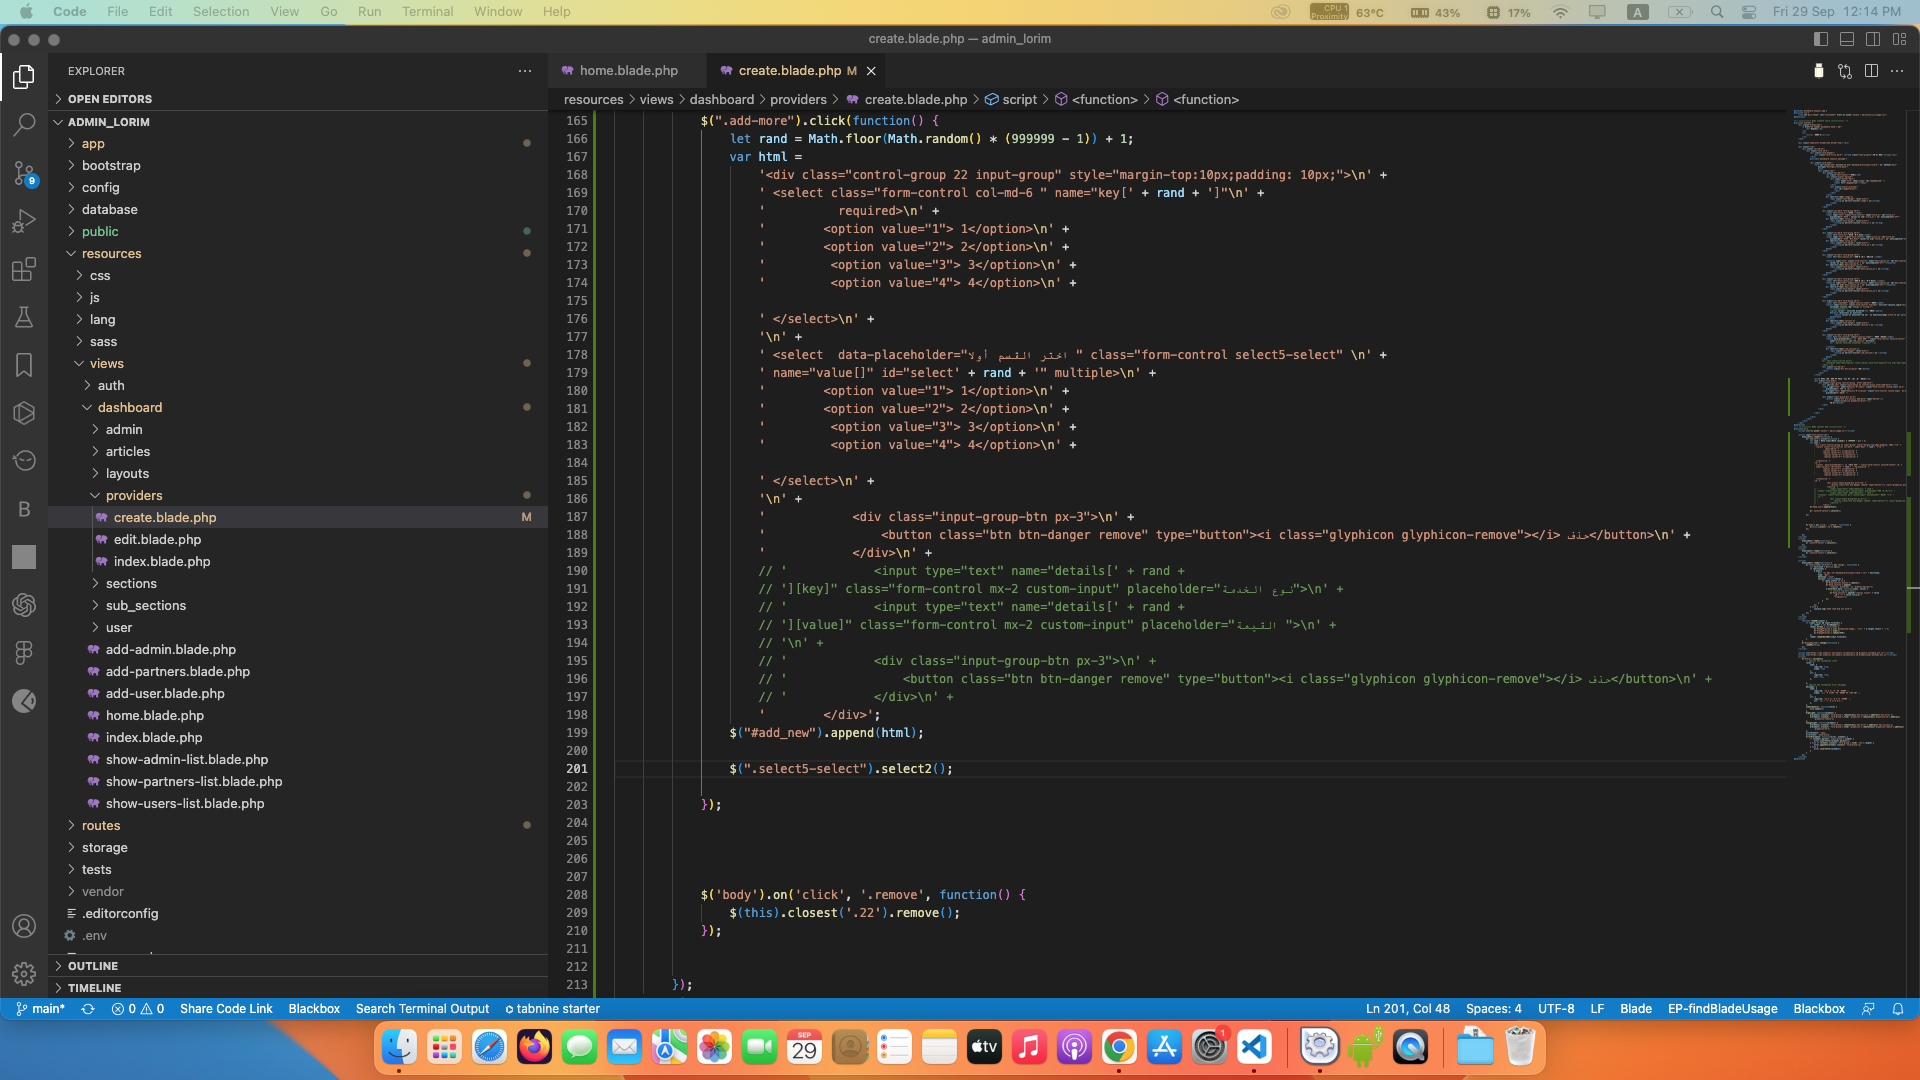 Code File Edit Selection View Go Run Terminal Window Help
CPU 1 Proximity 63°C 43% 17% A Fri 29 Sep 12:14 PM
create.blade.php — admin_lorim
EXPLORER
home.blade.php
create.blade.php M
OPEN EDITORS
resources > views > dashboard > providers > create.blade.php > script > <function> > <function>
ADMIN_LORIM
app
bootstrap
config
database
public
resources
css
js
lang
sass
views
auth
dashboard
admin
articles
layouts
providers
create.blade.php M
edit.blade.php
index.blade.php
sections
sub_sections
user
add-admin.blade.php
add-partners.blade.php
add-user.blade.php
home.blade.php
index.blade.php
show-admin-list.blade.php
show-partners-list.blade.php
show-users-list.blade.php
routes
storage
tests
vendor
.editorconfig
.env
OUTLINE
TIMELINE
9
B
165 $(".add-more").click(function() {
166 let rand = Math.floor(Math.random() * (999999 - 1)) + 1;
167 var html =
168 '<div class="control-group 22 input-group" style="margin-top:10px;padding: 10px;">\n' +
169 ' <select class="form-control col-md-6 " name="key[' + rand + ']"\n' +
170 ' required>\n' +
171 ' <option value="1"> 1</option>\n' +
172 ' <option value="2"> 2</option>\n' +
173 ' <option value="3"> 3</option>\n' +
174 ' <option value="4"> 4</option>\n' +
175
176 ' </select>\n' +
177 '\n' +
178 ' <select  data-placeholder="اختر القسم أولا " class="form-control select5-select" \n' +
179 ' name="value[]" id="select' + rand + '" multiple>\n' +
180 ' <option value="1"> 1</option>\n' +
181 ' <option value="2"> 2</option>\n' +
182 ' <option value="3"> 3</option>\n' +
183 ' <option value="4"> 4</option>\n' +
184
185 ' </select>\n' +
186 '\n' +
187 ' <div class="input-group-btn px-3">\n' +
188 ' <button class="btn btn-danger remove" type="button"><i class="glyphicon glyphicon-remove"></i> حذف</button>\n' +
189 ' </div>\n' +
190 // ' <input type="text" name="details[' + rand +
191 // '][key]" class="form-control mx-2 custom-input" placeholder="نوع الخدمة">\n' +
192 // ' <input type="text" name="details[' + rand +
193 // '][value]" class="form-control mx-2 custom-input" placeholder="القيمة ">\n' +
194 // '\n' +
195 // ' <div class="input-group-btn px-3">\n' +
196 // ' <button class="btn btn-danger remove" type="button"><i class="glyphicon glyphicon-remove"></i> حذف</button>\n' +
197 // ' </div>\n' +
198 ' </div>';
199 $("#add_new").append(html);
200
201 $(".select5-select").select2();
202
203 });
204
205
206
207
208 $('body').on('click', '.remove', function() {
209 $(this).closest('.22').remove();
210 });
211
212
213 });
main* 0 0 Share Code Link Blackbox Search Terminal Output tabnine starter
Ln 201, Col 48 Spaces: 4 UTF-8 LF Blade EP-findBladeUsage Blackbox
SEP
29
tv
1